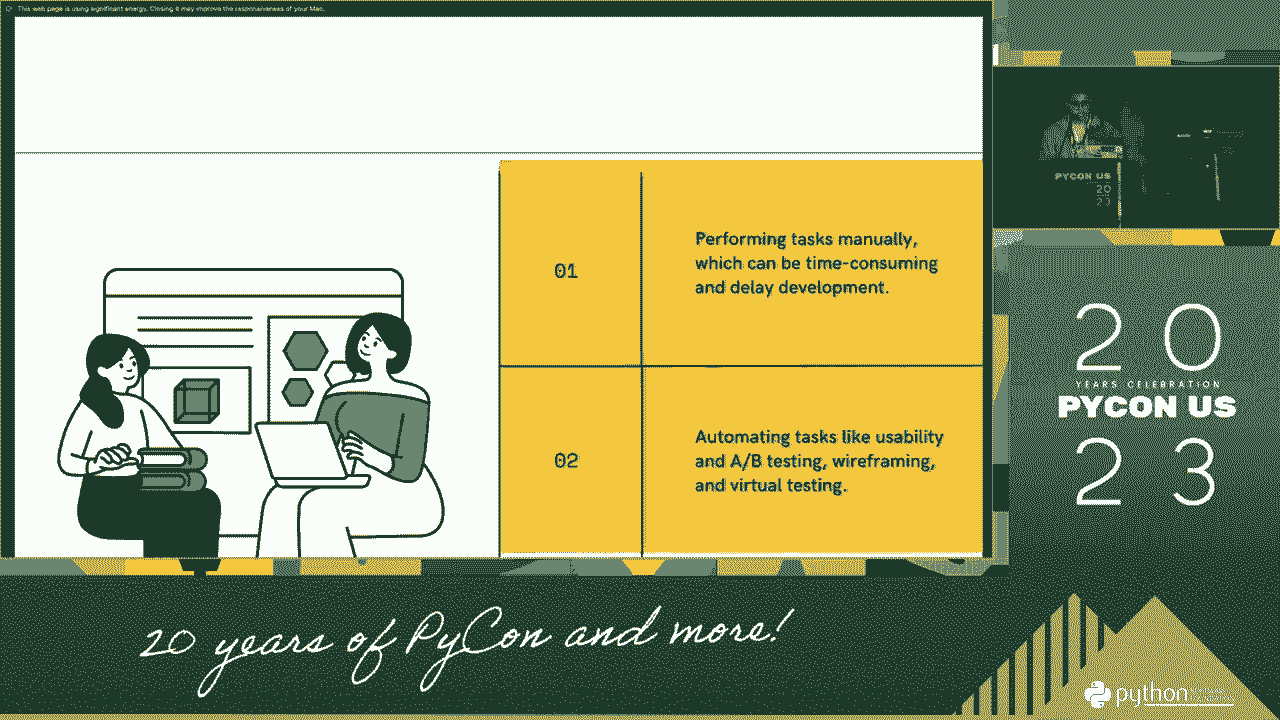 This web page is using significant energy. Closing it may improve the responsiveness of your Mac.
01
Performing tasks manually,
which can be time-consuming
and delay development.
02
Automating tasks like usability
and A/B testing, wireframing,
and virtual testing.
PYCON US
20
23
20
YEARS CELEBRATION
PYCON US
23
20 years of PyCon and more!
python